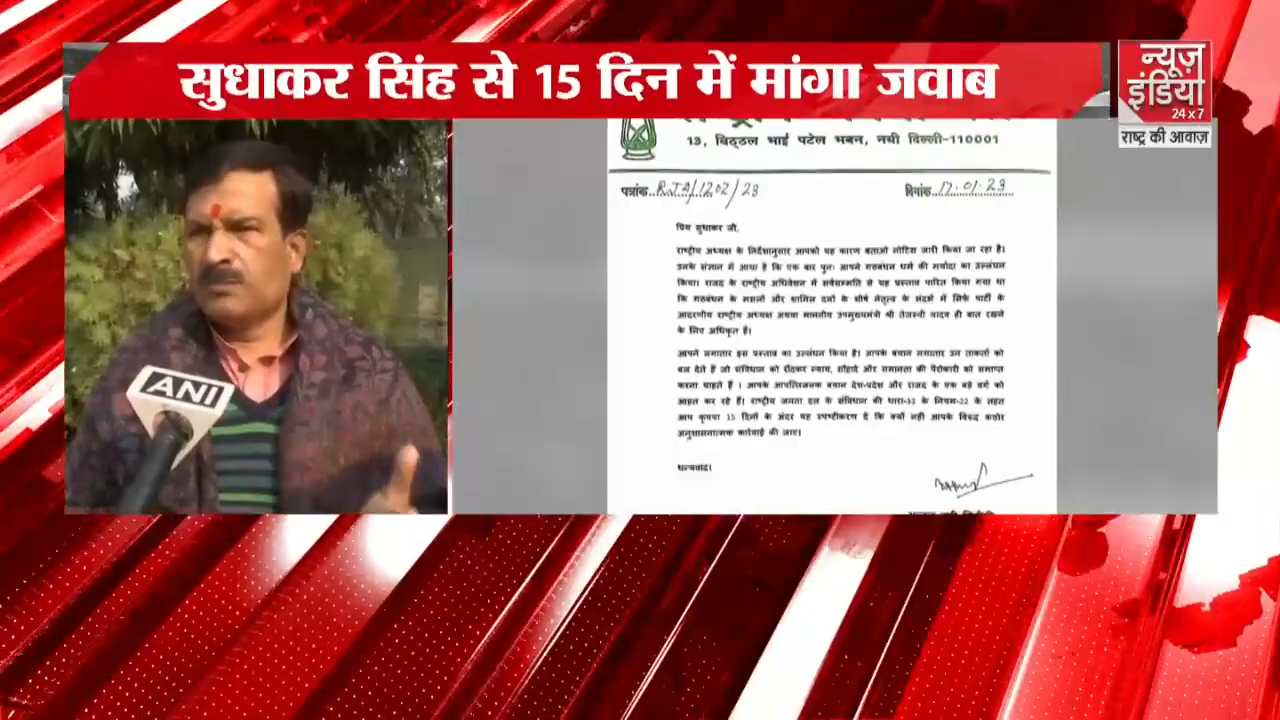 सुधाकर सिंह से 15 दिन में मांगा जवाब
न्यूज़
इंडिया
24x7
राष्ट्र की आवाज़
ANI
13, विठ्ठल भाई पटेल भवन, नयी दिल्ली-110001
पत्रांक..RJD/1202/23
दिनांक..17.01.23
प्रिय सुधाकर जी,
राष्ट्रीय अध्यक्ष के निर्देशानुसार आपको यह कारण बताओ नोटिस जारी किया जा रहा है।
उनके संज्ञान में आया है कि एक बार पुनः आपने गठबंधन धर्म की मर्यादा का उल्लंघन
किया। राजद के राष्ट्रीय अधिवेशन में सर्वसम्मति से यह प्रस्ताव पारित किया गया था
कि गठबंधन के मसलों और शामिल दलों के शीर्ष नेतृत्व के संदर्भ में सिर्फ पार्टी के
आदरणीय राष्ट्रीय अध्यक्ष अथवा माननीय उपमुख्यमंत्री श्री तेजस्वी यादव ही बात रखने
के लिए अधिकृत हैं।
आपने लगातार इस प्रस्ताव का उल्लंघन किया है। आपके बयान लगातार उन ताकतों को
बल देते हैं जो संविधान को रौंदकर न्याय, सौहार्द और समानता की पैरोकारी को समाप्त
करना चाहते हैं । आपके आपत्तिजनक बयान देश-प्रदेश और राजद के एक बड़े वर्ग को
आहत कर रहे हैं। राष्ट्रीय जनता दल के संविधान की धारा-33 के नियम-22 के तहत
आप कृपया 15 दिनों के अंदर यह स्पष्टीकरण दें कि क्यों नहीं आपके विरुद्ध कठोर
अनुशासनात्मक कार्रवाई की जाए।
धन्यवाद।